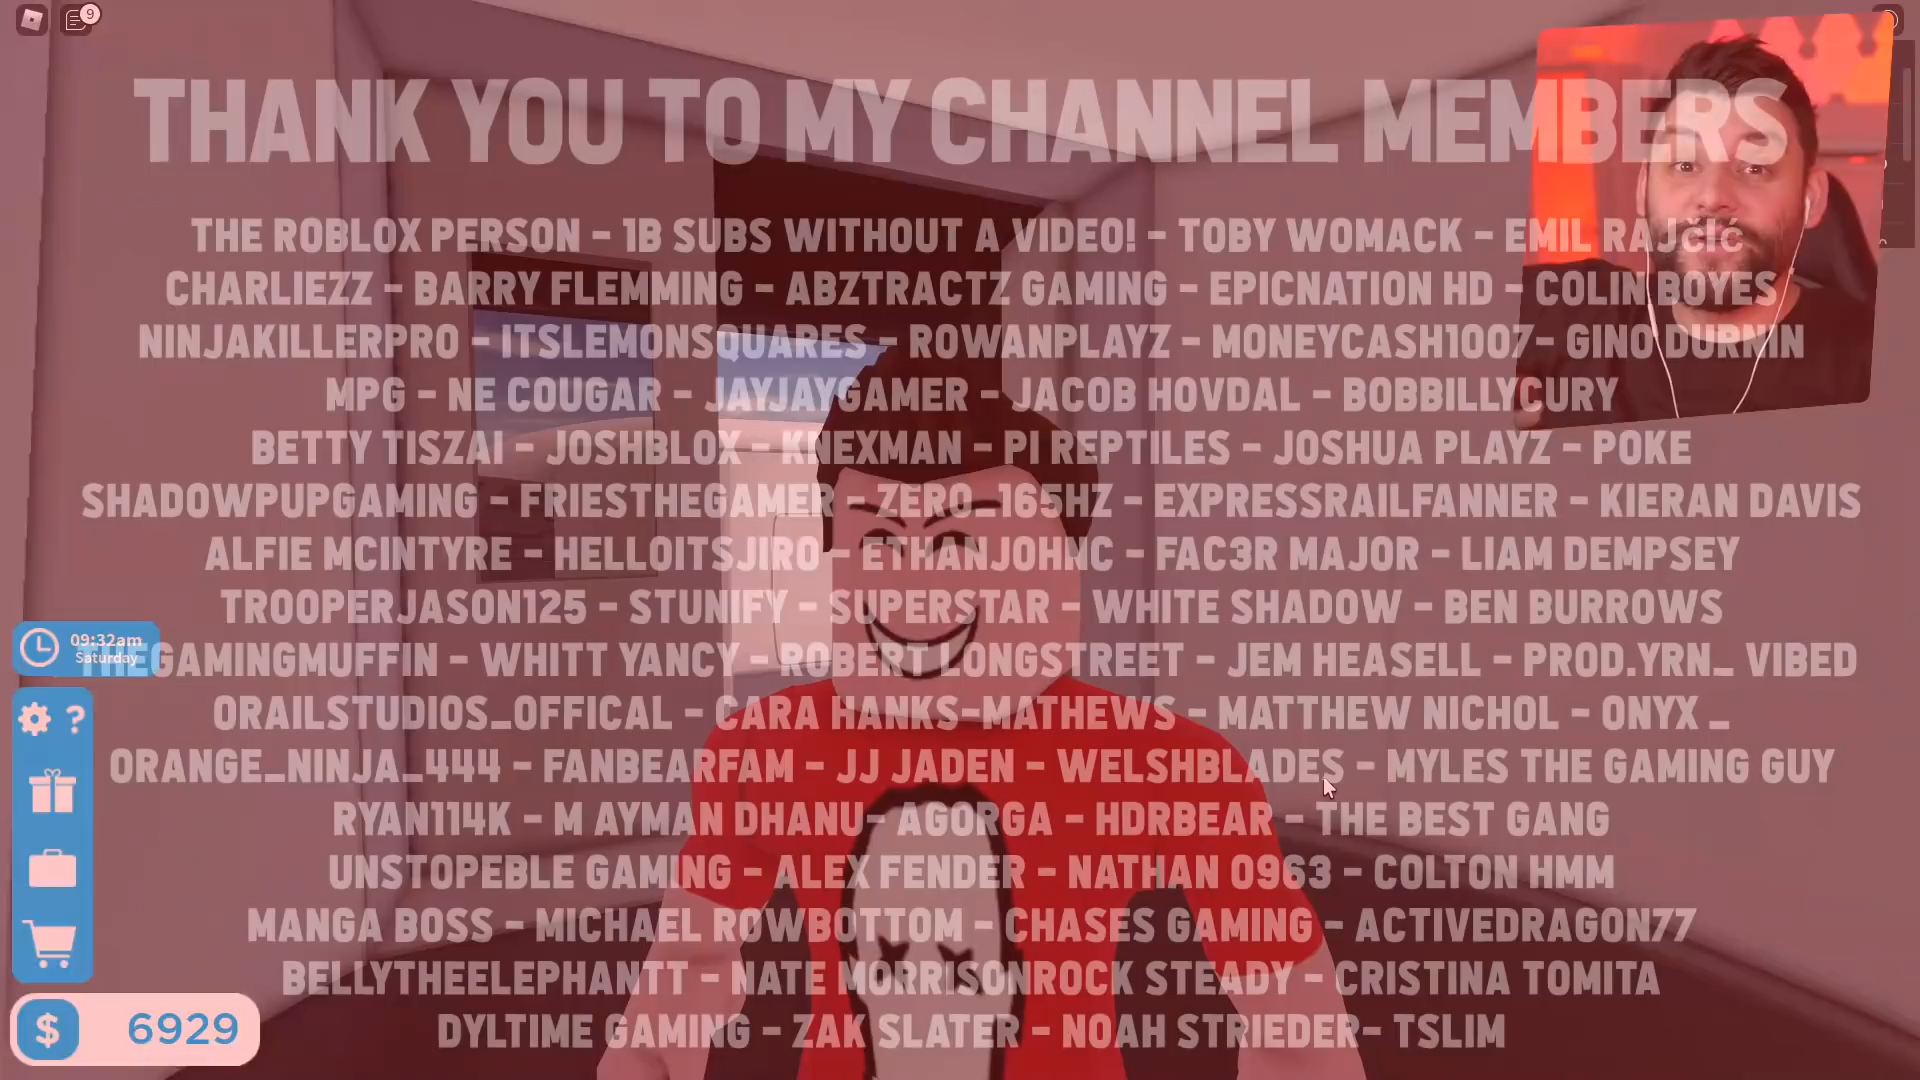 9
THANK YOU TO MY CHANNEL MEMBERS
THE ROBLOX PERSON - 1B SUBS WITHOUT A VIDEO! - TOBY WOMACK - EMIL RAJČIČ
CHARLIEZZ - BARRY FLEMMING - ABZTRACTZ GAMING - EPICNATION HD - COLIN BOYES
NINJAKILLERPRO - ITSLEMONSQUARES - ROWANPLAYZ - MONEYCASH1007- GINO DURNIN
MPG - NE COUGAR - JAYJAYGAMER - JACOB HOVDAL - BOBBILLYCURY
BETTY TISZAI - JOSHBLOX - KNEXMAN - PI REPTILES - JOSHUA PLAYZ - POKE
SHADOWPUPGAMING - FRIESTHEGAMER - ZERO_165HZ - EXPRESSRAILFANNER - KIERAN DAVIS
ALFIE MCINTYRE - HELLOITSJIRO - ETHANJOHNC - FAC3R MAJOR - LIAM DEMPSEY
TROOPERJASON125 - STUNIFY - SUPERSTAR - WHITE SHADOW - BEN BURROWS
09:32am
Saturday
THEGAMINGMUFFIN - WHITT YANCY - ROBERT LONGSTREET - JEM HEASELL - PROD.YRN_ VIBED
ORAILSTUDIOS_OFFICAL - CARA HANKS-MATHEWS - MATTHEW NICHOL - ONYX _
?
ORANGE_NINJA_444 - FANBEARFAM - JJ JADEN - WELSHBLADES - MYLES THE GAMING GUY
RYAN114K - M AYMAN DHANU- AGORGA - HDRBEAR - THE BEST GANG
UNSTOPEBLE GAMING - ALEX FENDER - NATHAN 0963 - COLTON HMM
MANGA BOSS - MICHAEL ROWBOTTOM - CHASES GAMING - ACTIVEDRAGON77
BELLYTHEELEPHANTT - NATE MORRISONROCK STEADY - CRISTINA TOMITA
DYLTIME GAMING - ZAK SLATER - NOAH STRIEDER- TSLIM
$ 6929